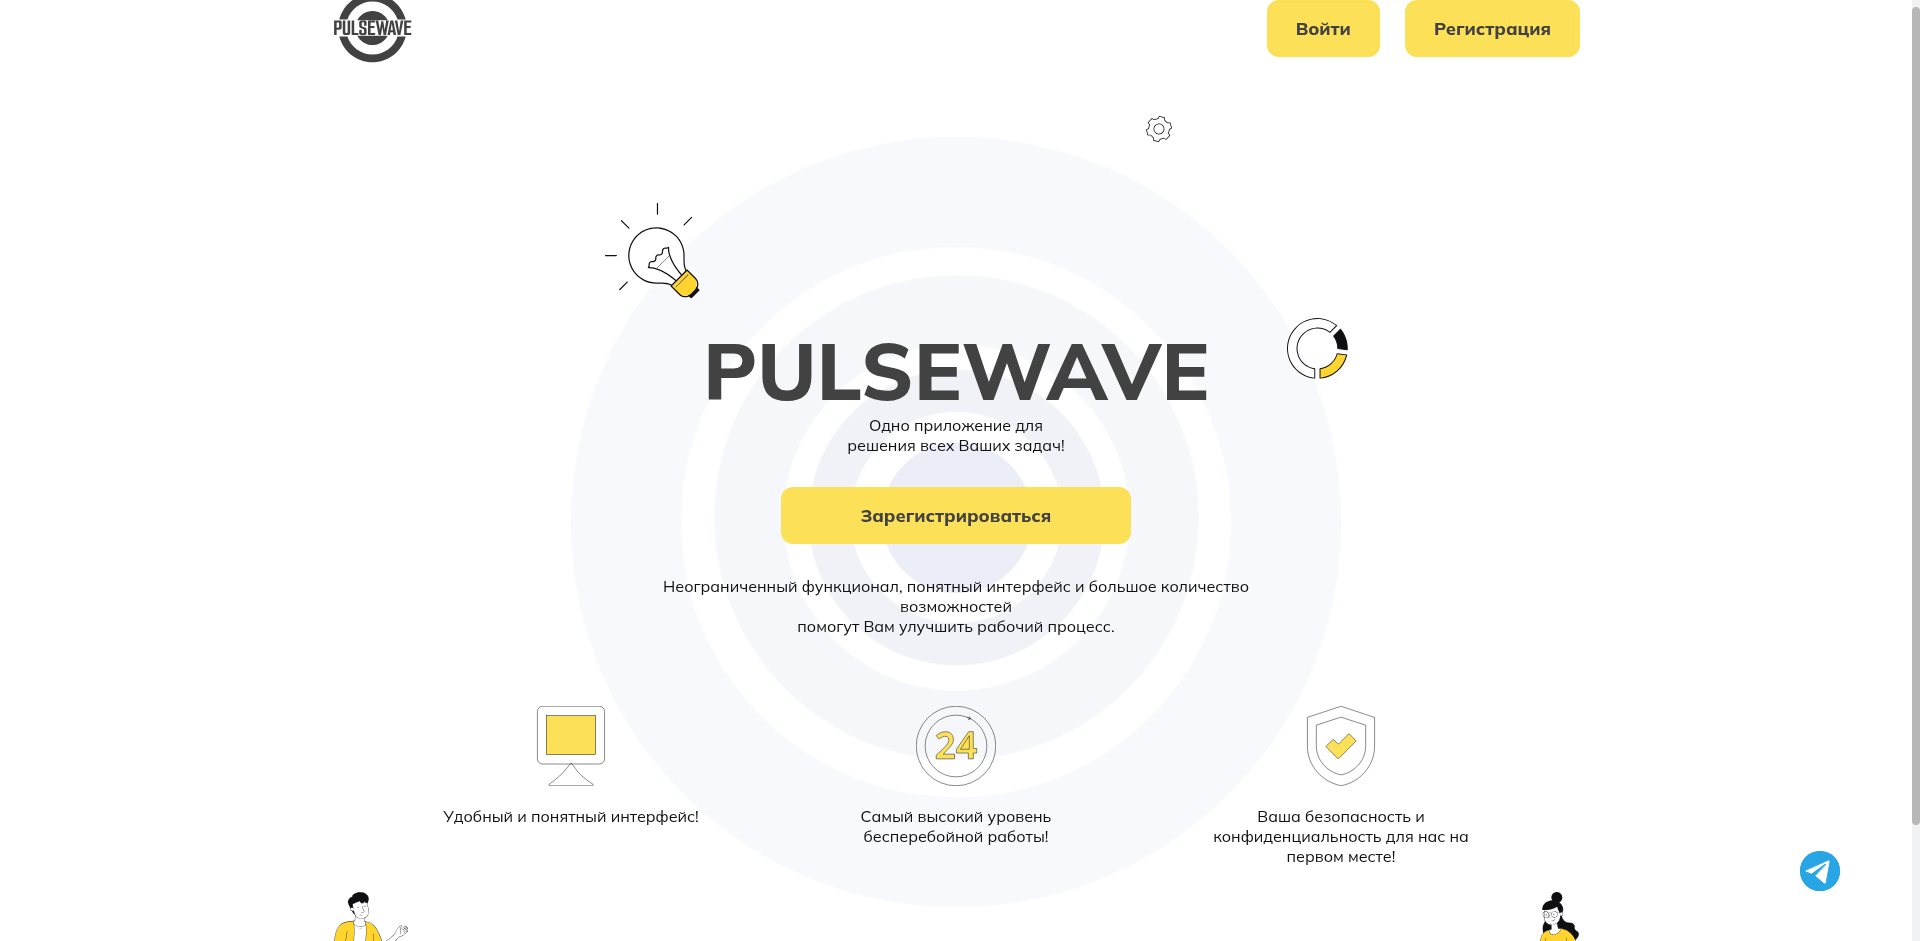 PULSEWAVE
Войти
Регистрация
PULSEWAVE
Одно приложение для
решения всех Ваших задач!
Зарегистрироваться
Неограниченный функционал, понятный интерфейс и большое количество
возможностей
помогут Вам улучшить рабочий процесс.
24
Удобный и понятный интерфейс!
Самый высокий уровень
бесперебойной работы!
Ваша безопасность и
конфиденциальность для нас на
первом месте!